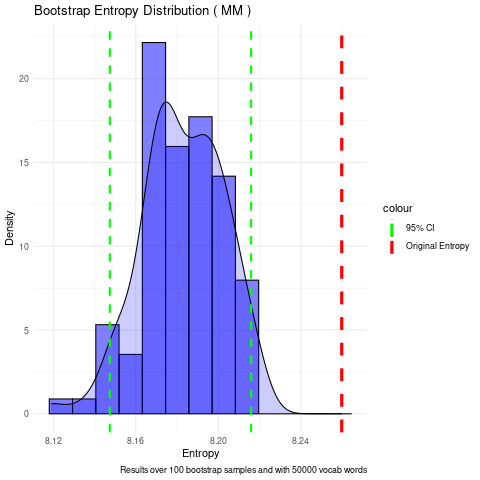 Bootstrap Entropy Distribution ( MM )
20
15
10
5
0
Density
8.12
8.16
8.20
8.24
Entropy
colour
95% CI
Original Entropy
Results over 100 bootstrap samples and with 50000 vocab words